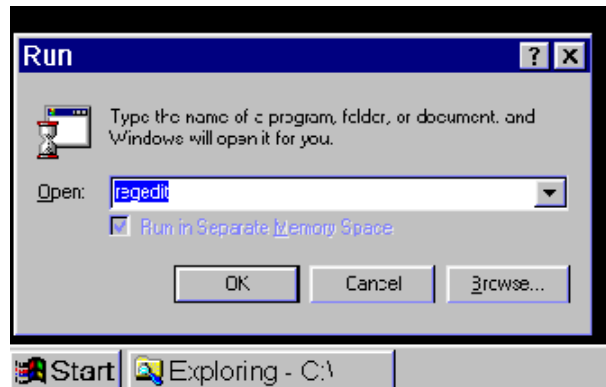 Run
Type the name of a program, folder, or document, and
Windows will open it for you.
Open: regedit
Run in Separate Memory Space
OK Cancel Browse...
Start Exploring - C:\